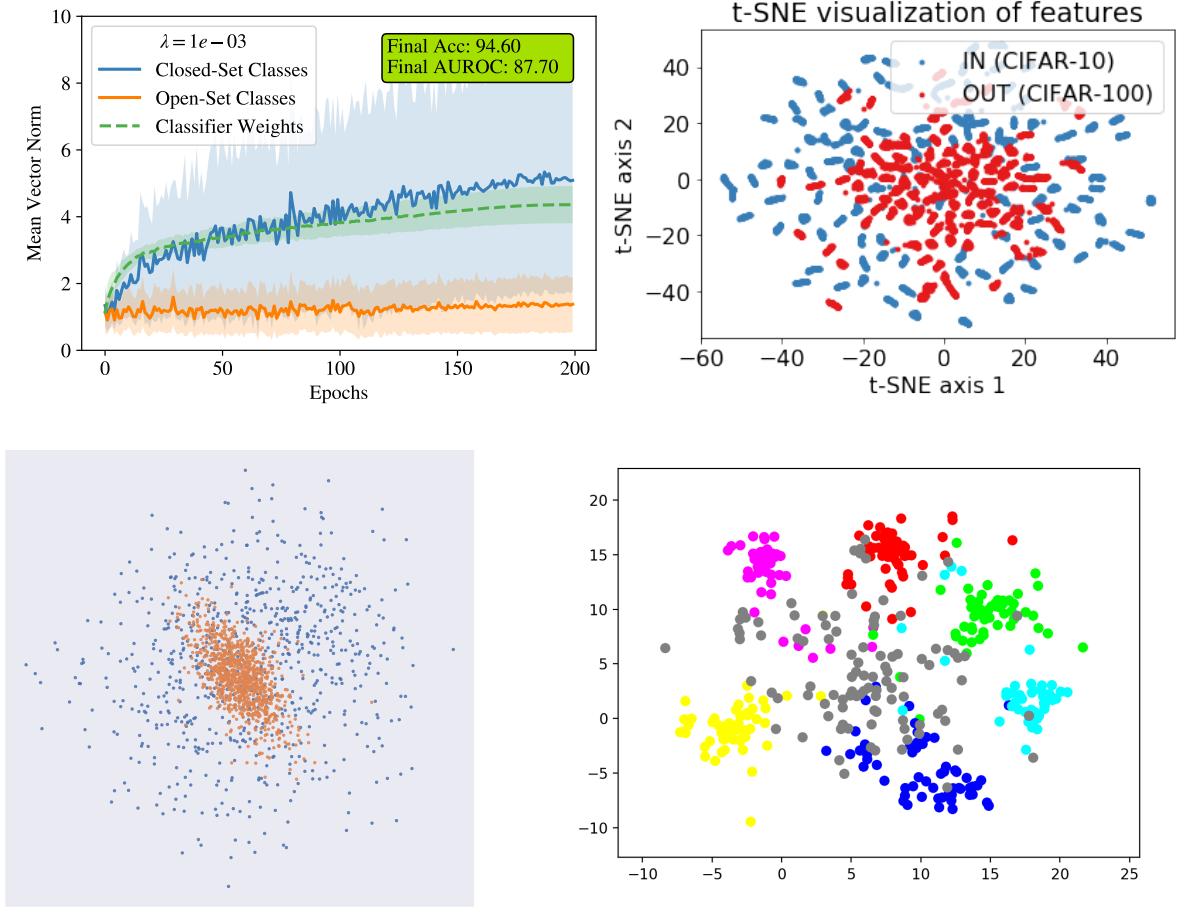 10
8
6
4
2
0
Mean Vector Norm
λ = 1e − 03
Closed-Set Classes
Open-Set Classes
Classifier Weights
Final Acc: 94.60
Final AUROC: 87.70
0 50 100 150 200
Epochs
t-SNE visualization of features
IN (CIFAR-10)
OUT (CIFAR-100)
40
20
0
−20
−40
t-SNE axis 2
−60 −40 −20 0 20 40
t-SNE axis 1
20
15
10
5
0
−5
−10
−10 −5 0 5 10 15 20 25